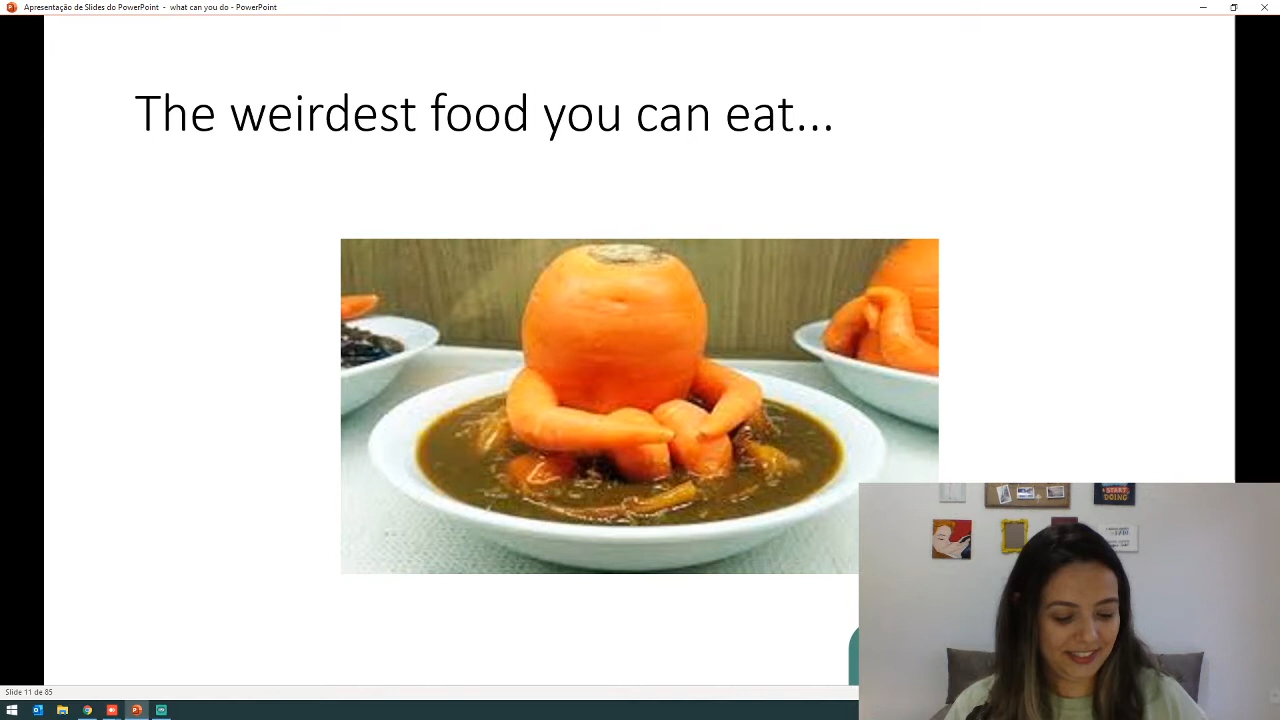 Apresentação de Slides do PowerPoint - what can you do - PowerPoint
The weirdest food you can eat...
START
DOING
Slide 11 de 85